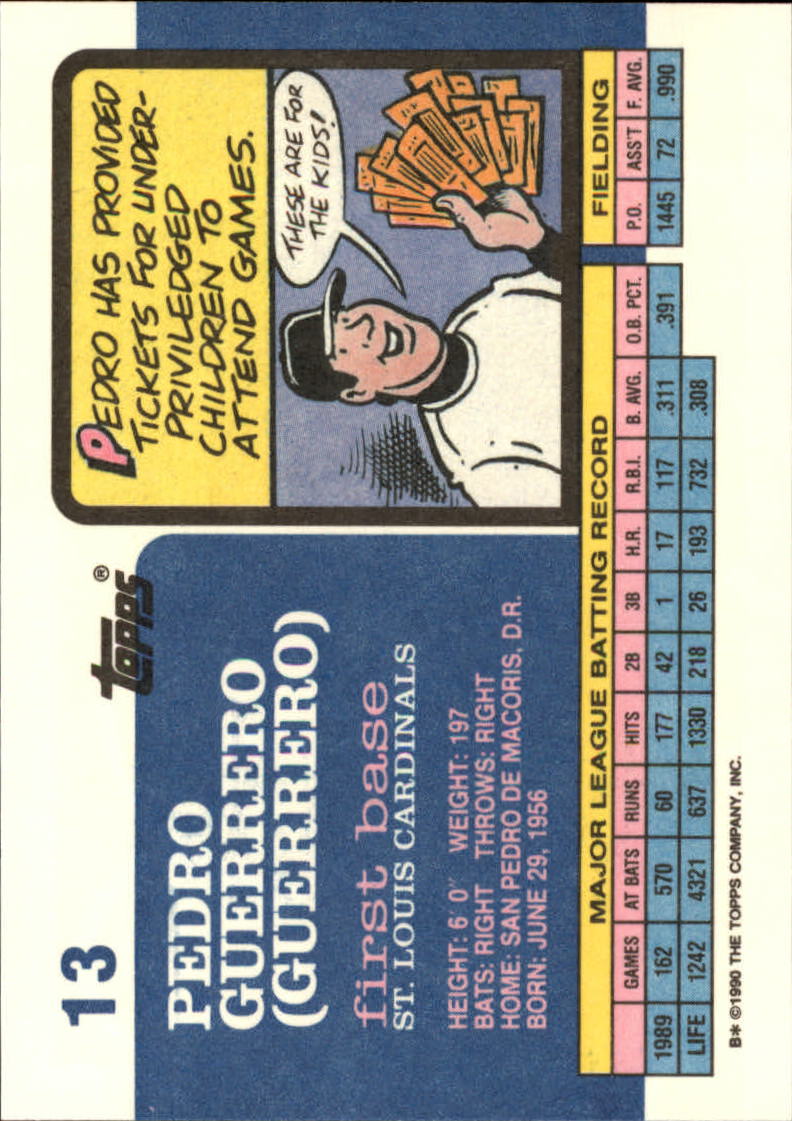 13
Topps®
PEDRO
GUERRERO
(GUERRERO)
first base
ST. LOUIS CARDINALS
HEIGHT: 6' 0" WEIGHT: 197
BATS: RIGHT THROWS: RIGHT
HOME: SAN PEDRO DE MACORIS, D.R.
BORN: JUNE 29, 1956
PEDRO HAS PROVIDED
TICKETS FOR UNDER-
PRIVILEDGED
CHILDREN TO
ATTEND GAMES.
THESE ARE FOR
THE KIDS!
MAJOR LEAGUE BATTING RECORD
FIELDING
GAMES AT BATS RUNS HITS 2B 3B H.R. R.B.I. B. AVG. O.B. PCT. P.O. ASS'T F. AVG.
1989 162 570 60 177 42 1 17 117 .311 .391 1445 72 .990
LIFE 1242 4321 637 1330 218 26 193 732 .308
B* ©1990 THE TOPPS COMPANY, INC.